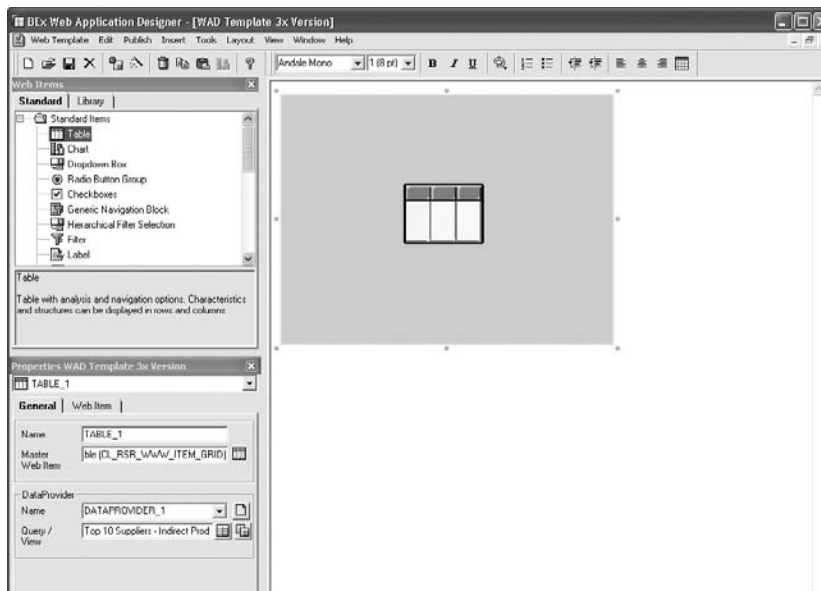 BEx Web Application Designer - [WAD Template 3x Version]
Web Template Edit Publish Insert Tools Layout View Window Help
Andale Mono 1 (8 pt) B I U
Web Items
Standard Library
Standard Items
Table
Chart
Dropdown Box
Radio Button Group
Checkboxes
Generic Navigation Block
Hierarchical Filter Selection
Filter
Label
Table
Table with analysis and navigation options. Characteristics
and structures can be displayed in rows and columns
Properties WAD Template 3x Version
TABLE_1
General Web Item
Name TABLE_1
Master ble (CL_RSR_WWW_ITEM_GRID)
Web Item
DataProvider
Name DATAPROVIDER_1
Query / Top 10 Suppliers - Indirect Prod
View